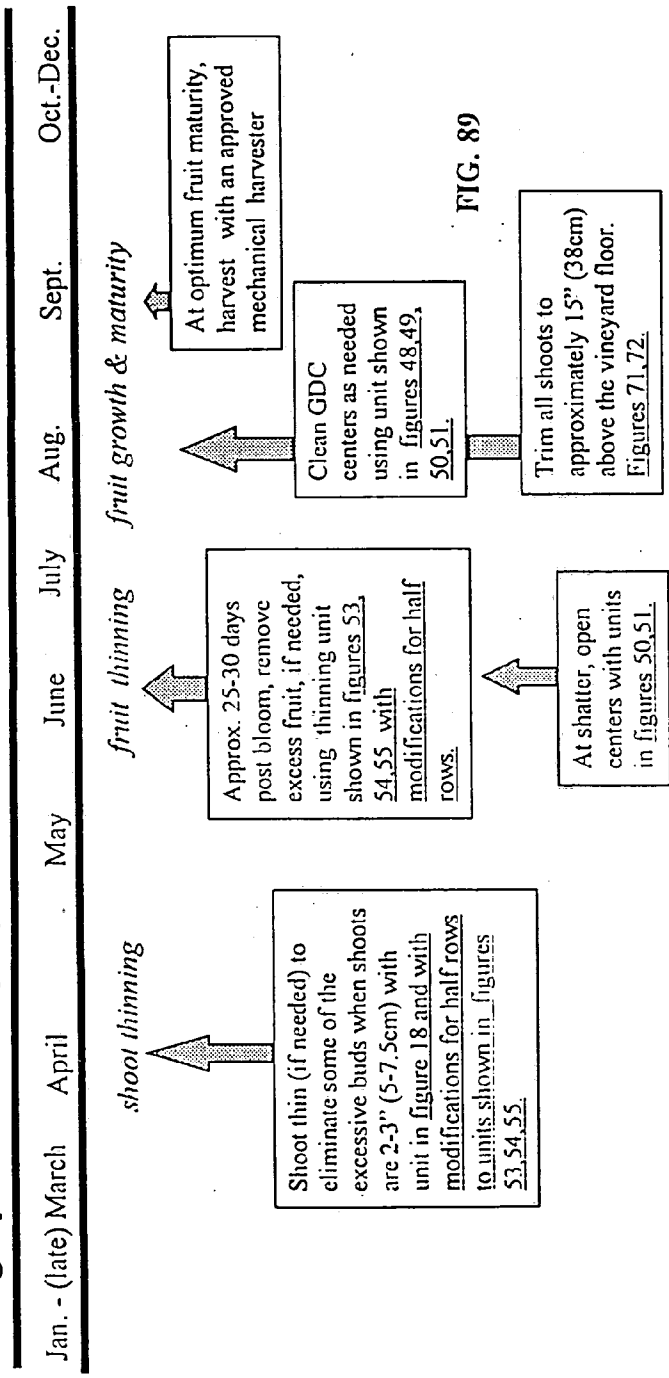 Jan. - (late) March April May June July Aug. Sept. Oct.-Dec.
shoot thinning
fruit thinning
fruit growth & maturity
Shoot thin (if needed) to
eliminate some of the
excessive buds when shoots
are 2-3" (5-7.5cm) with
unit in figure 18 and with
modifications for half rows
to units shown in figures
53,54,55.
Approx. 25-30 days
post bloom, remove
excess fruit, if needed,
using thinning unit
shown in figures 53,
54,55 with
modifications for half
rows.
At shatter, open
centers with units
in figures 50,51.
Clean GDC
centers as needed
using unit shown
in figures 48,49,
50,51.
Trim all shoots to
approximately 15" (38cm)
above the vineyard floor.
Figures 71,72.
At optimum fruit maturity,
harvest with an approved
mechanical harvester
FIG. 89